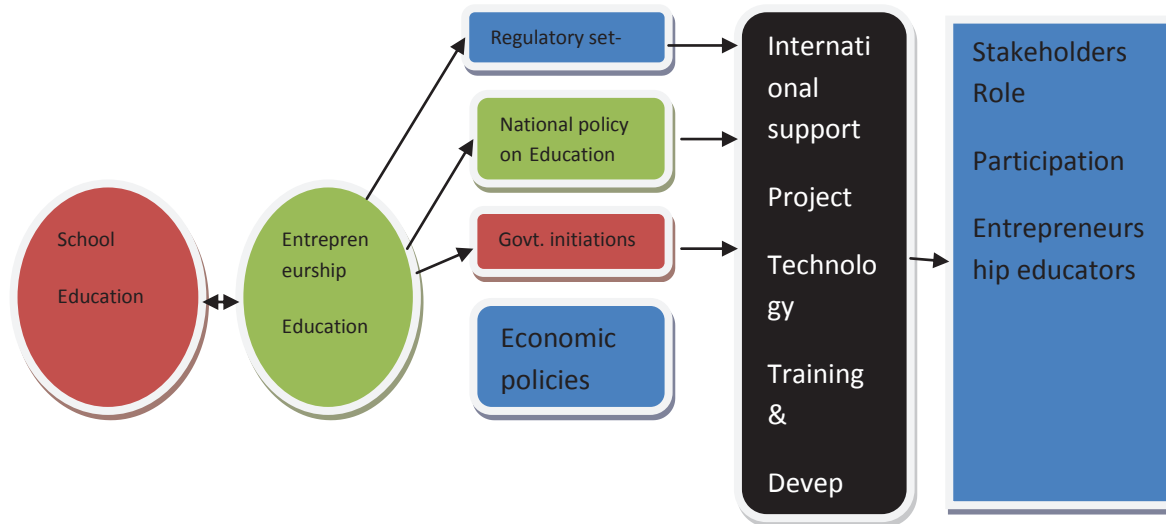 School
Education
Entrepren
eurship
Education
Regulatory set-
National policy
on Education
Govt. initiations
Economic
policies
Internati
onal
support
Project
Technolo
gy
Training
&
Devep
Stakeholders
Role
Participation
Entrepreneurs
hip educators